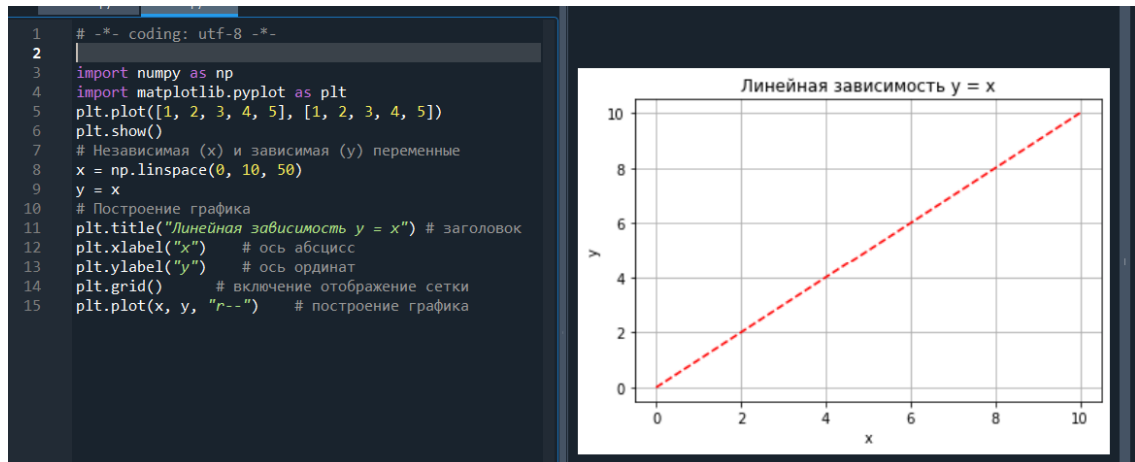 1 # -*- coding: utf-8 -*-
2
3 import numpy as np
4 import matplotlib.pyplot as plt
5 plt.plot([1, 2, 3, 4, 5], [1, 2, 3, 4, 5])
6 plt.show()
7 # Независимая (x) и зависимая (y) переменные
8 x = np.linspace(0, 10, 50)
9 y = x
10 # Построение графика
11 plt.title("Линейная зависимость y = x") # заголовок
12 plt.xlabel("x") # ось абсцисс
13 plt.ylabel("y") # ось ординат
14 plt.grid() # включение отображение сетки
15 plt.plot(x, y, "r--") # построение графика
Линейная зависимость y = x
10
8
6
4
2
0
y
0 2 4 6 8 10
x